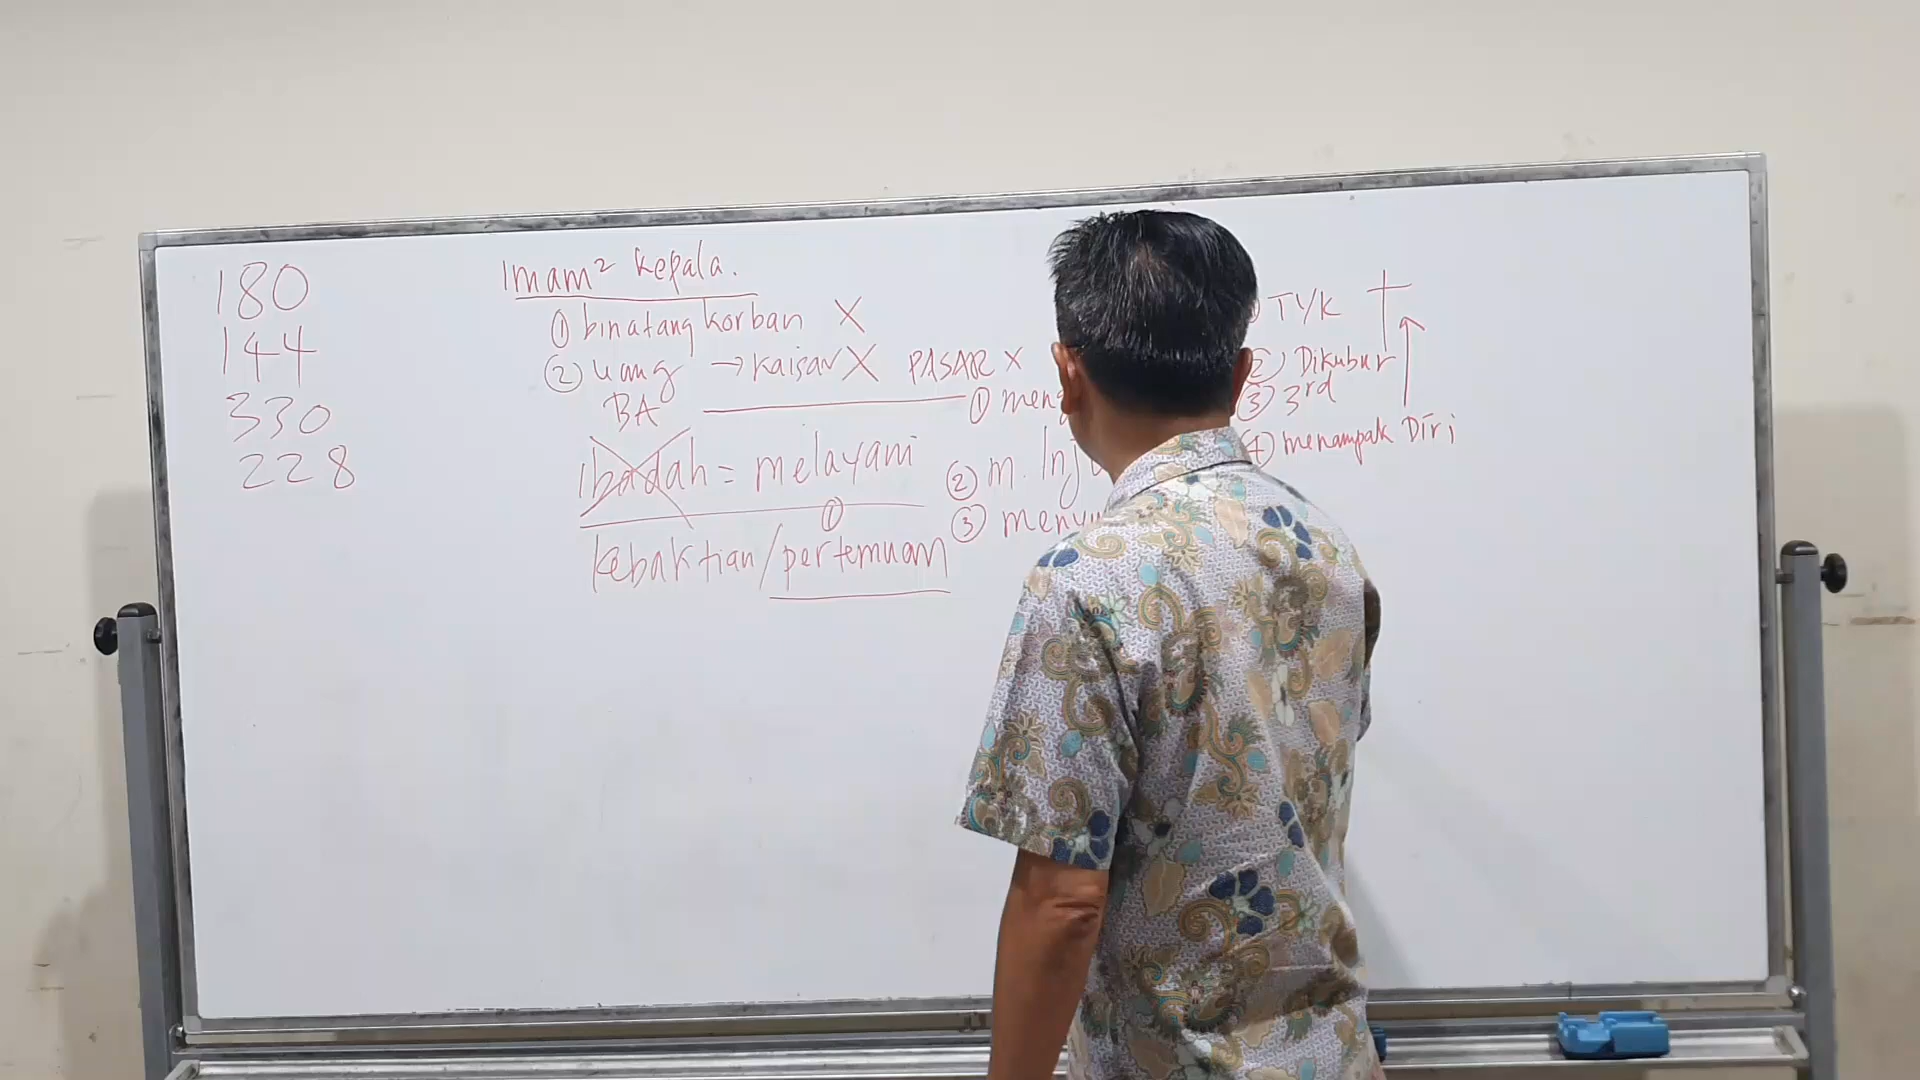 180
144
330
228
Imam² kepala.
① binatang korban X
② uang → kaisar X PASAR X
BA
Ibadah = melayani
①
kebaktian/pertemuan
① meng
② m. Inj
③ meny
TYK
② Dikubur
③ 3rd
④ menampak Diri